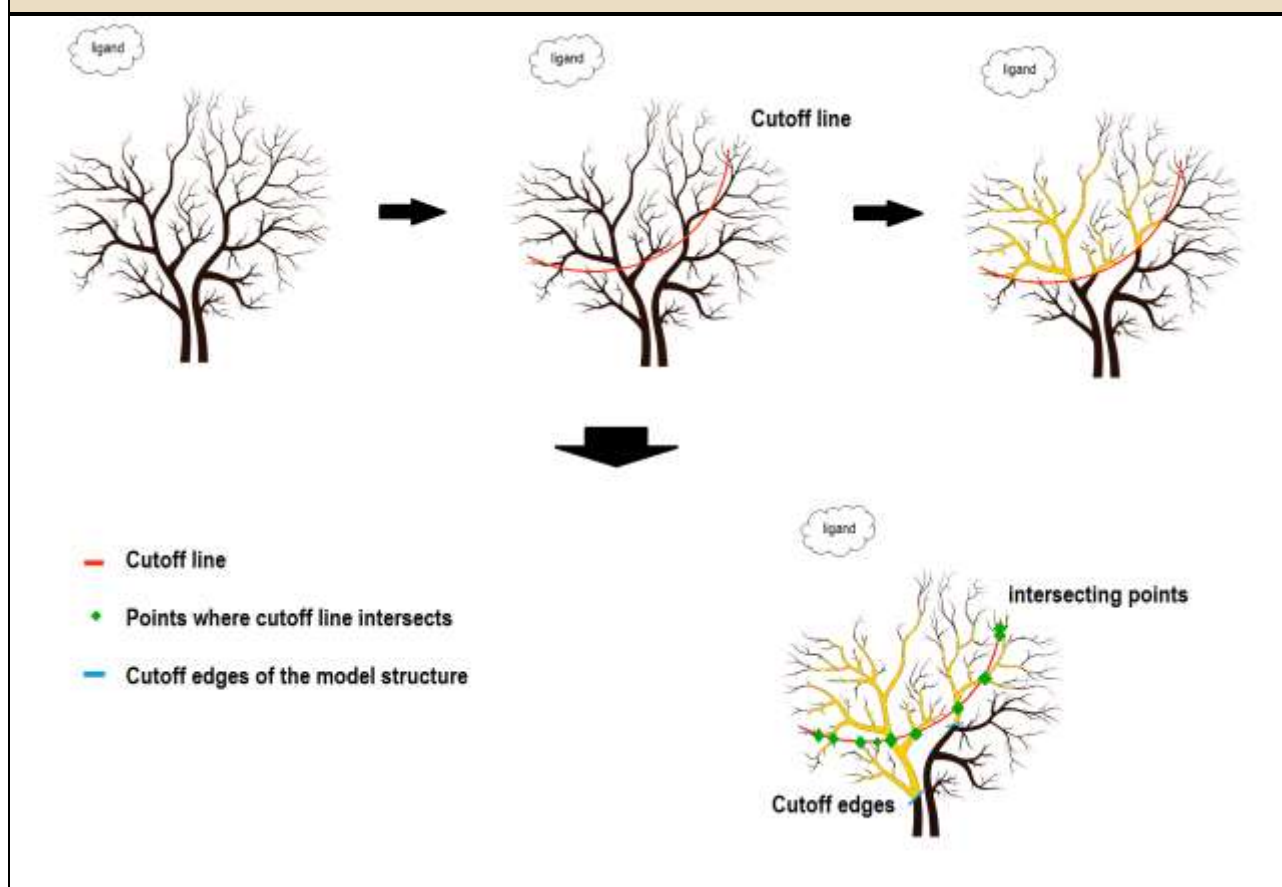 ligand
ligand
ligand
Cutoff line
ligand
Cutoff line
intersecting points
Points where cutoff line intersects
Cutoff edges of the model structure
Cutoff edges